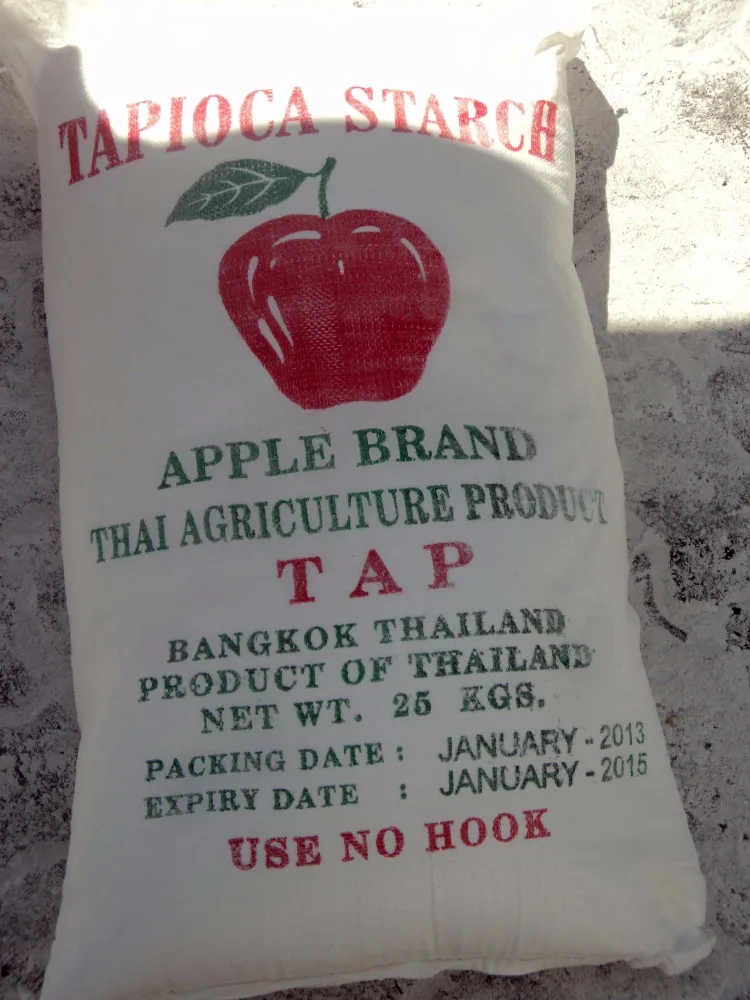 TAPIOCA STARCH
APPLE BRAND
THAI AGRICULTURE PRODUCT
TAP
BANGKOK THAILAND
PRODUCT OF THAILAND
NET WT. 25 KGS.
PACKING DATE : JANUARY - 2013
EXPIRY DATE : JANUARY - 2015
USE NO HOOK